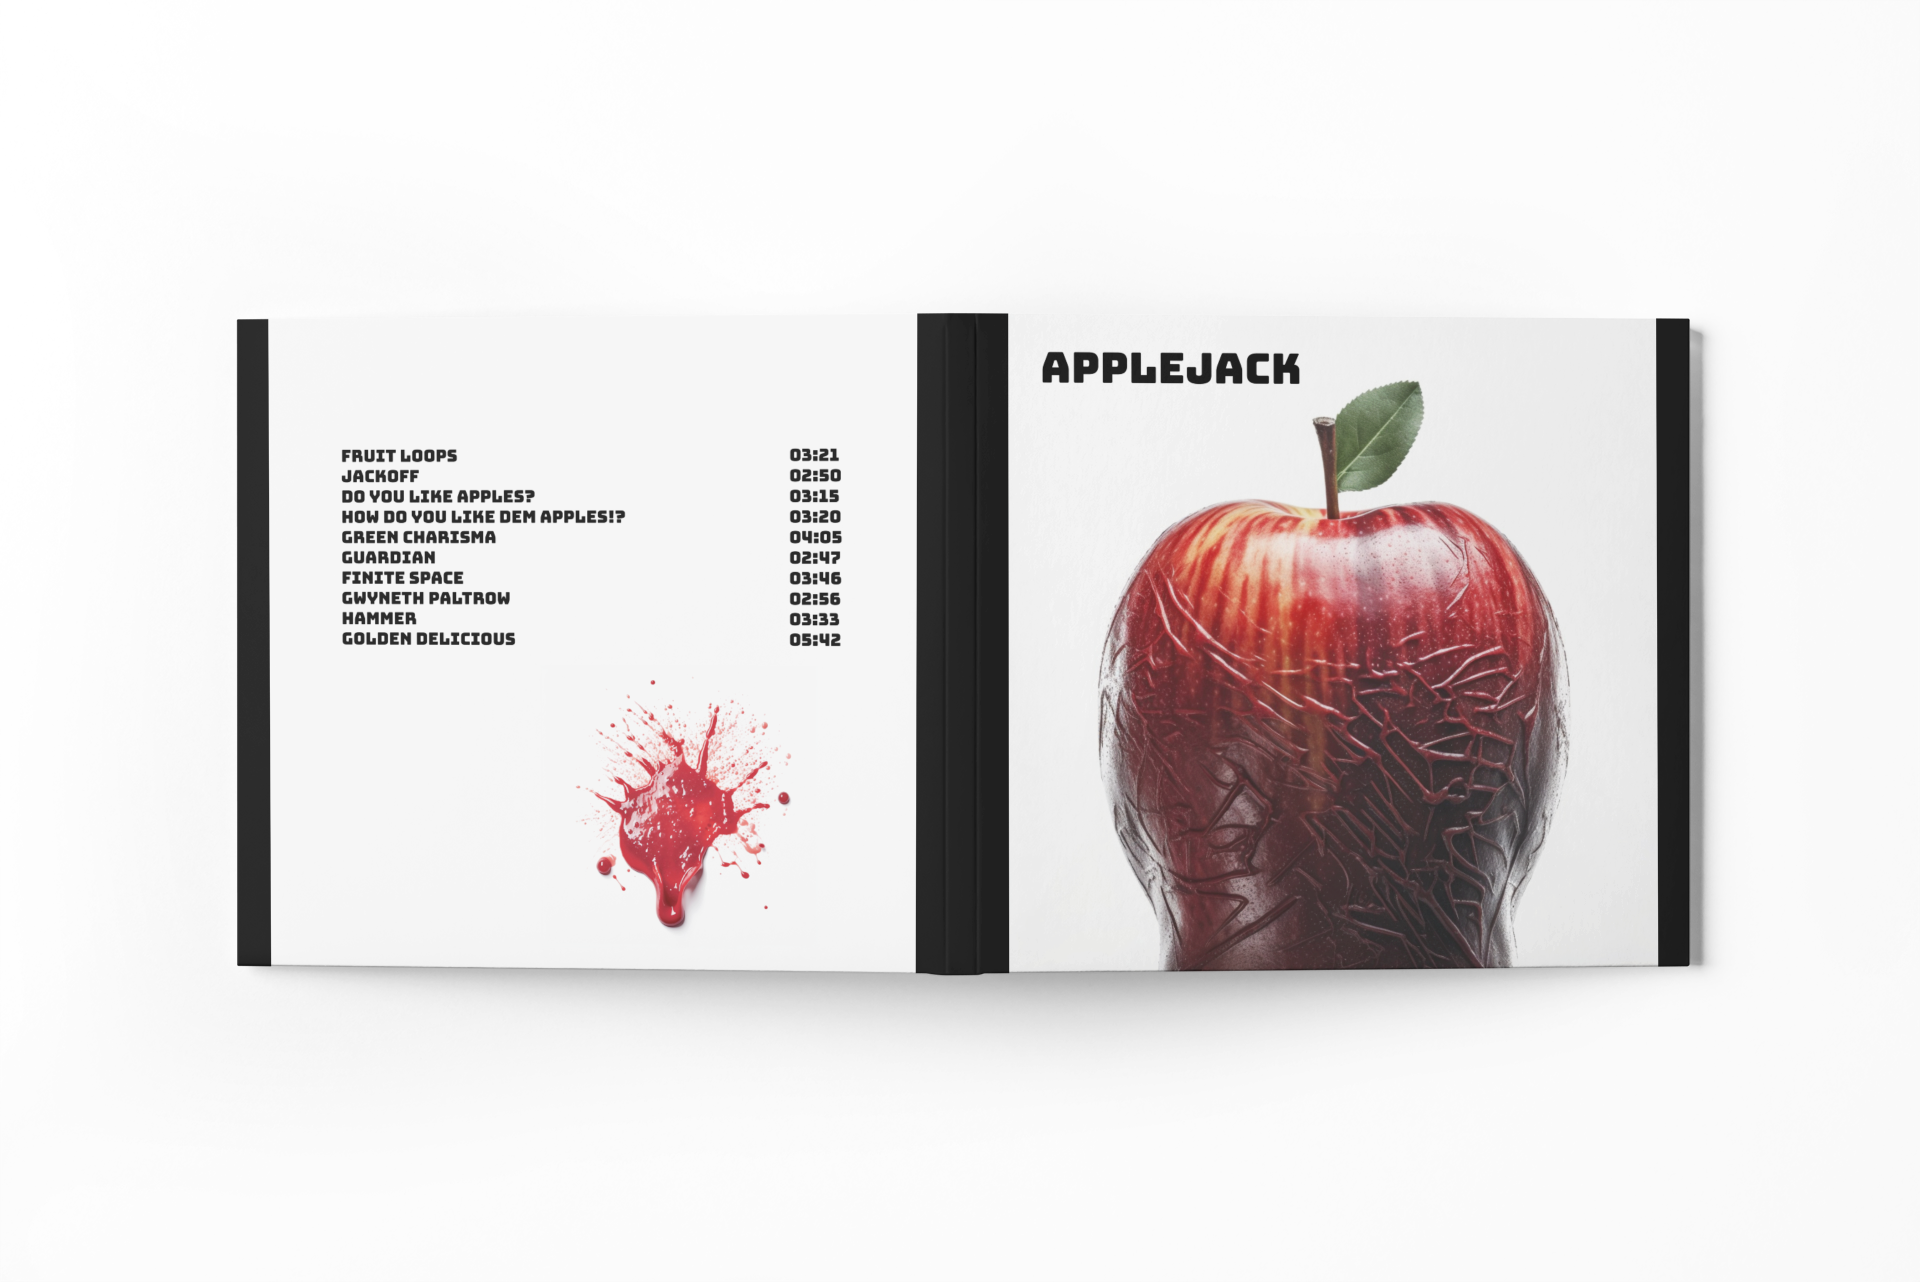 FRUIT LOOPS 03:21
JACKOFF 02:50
DO YOU LIKE APPLES? 03:15
HOW DO YOU LIKE DEM APPLES!? 03:20
GREEN CHARISMA 04:05
GUARDIAN 02:47
FINITE SPACE 03:46
GWYNETH PALTROW 02:56
HAMMER 03:33
GOLDEN DELICIOUS 05:42
APPLEJACK